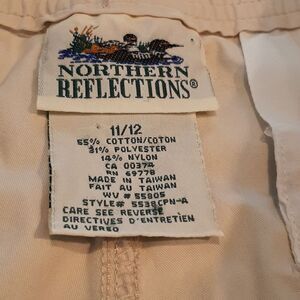 NORTHERN
REFLECTIONS®
11/12
55% COTTON/COTON
31% POLYESTER
14% NYLON
CA 00374
RN 69778
MADE IN TAIWAN
FAIT AU TAIWAN
WV # 55805
STYLE# 5538CPN-A
CARE SEE REVERSE
DIRECTIVES D'ENTRETIEN
AU VERSO